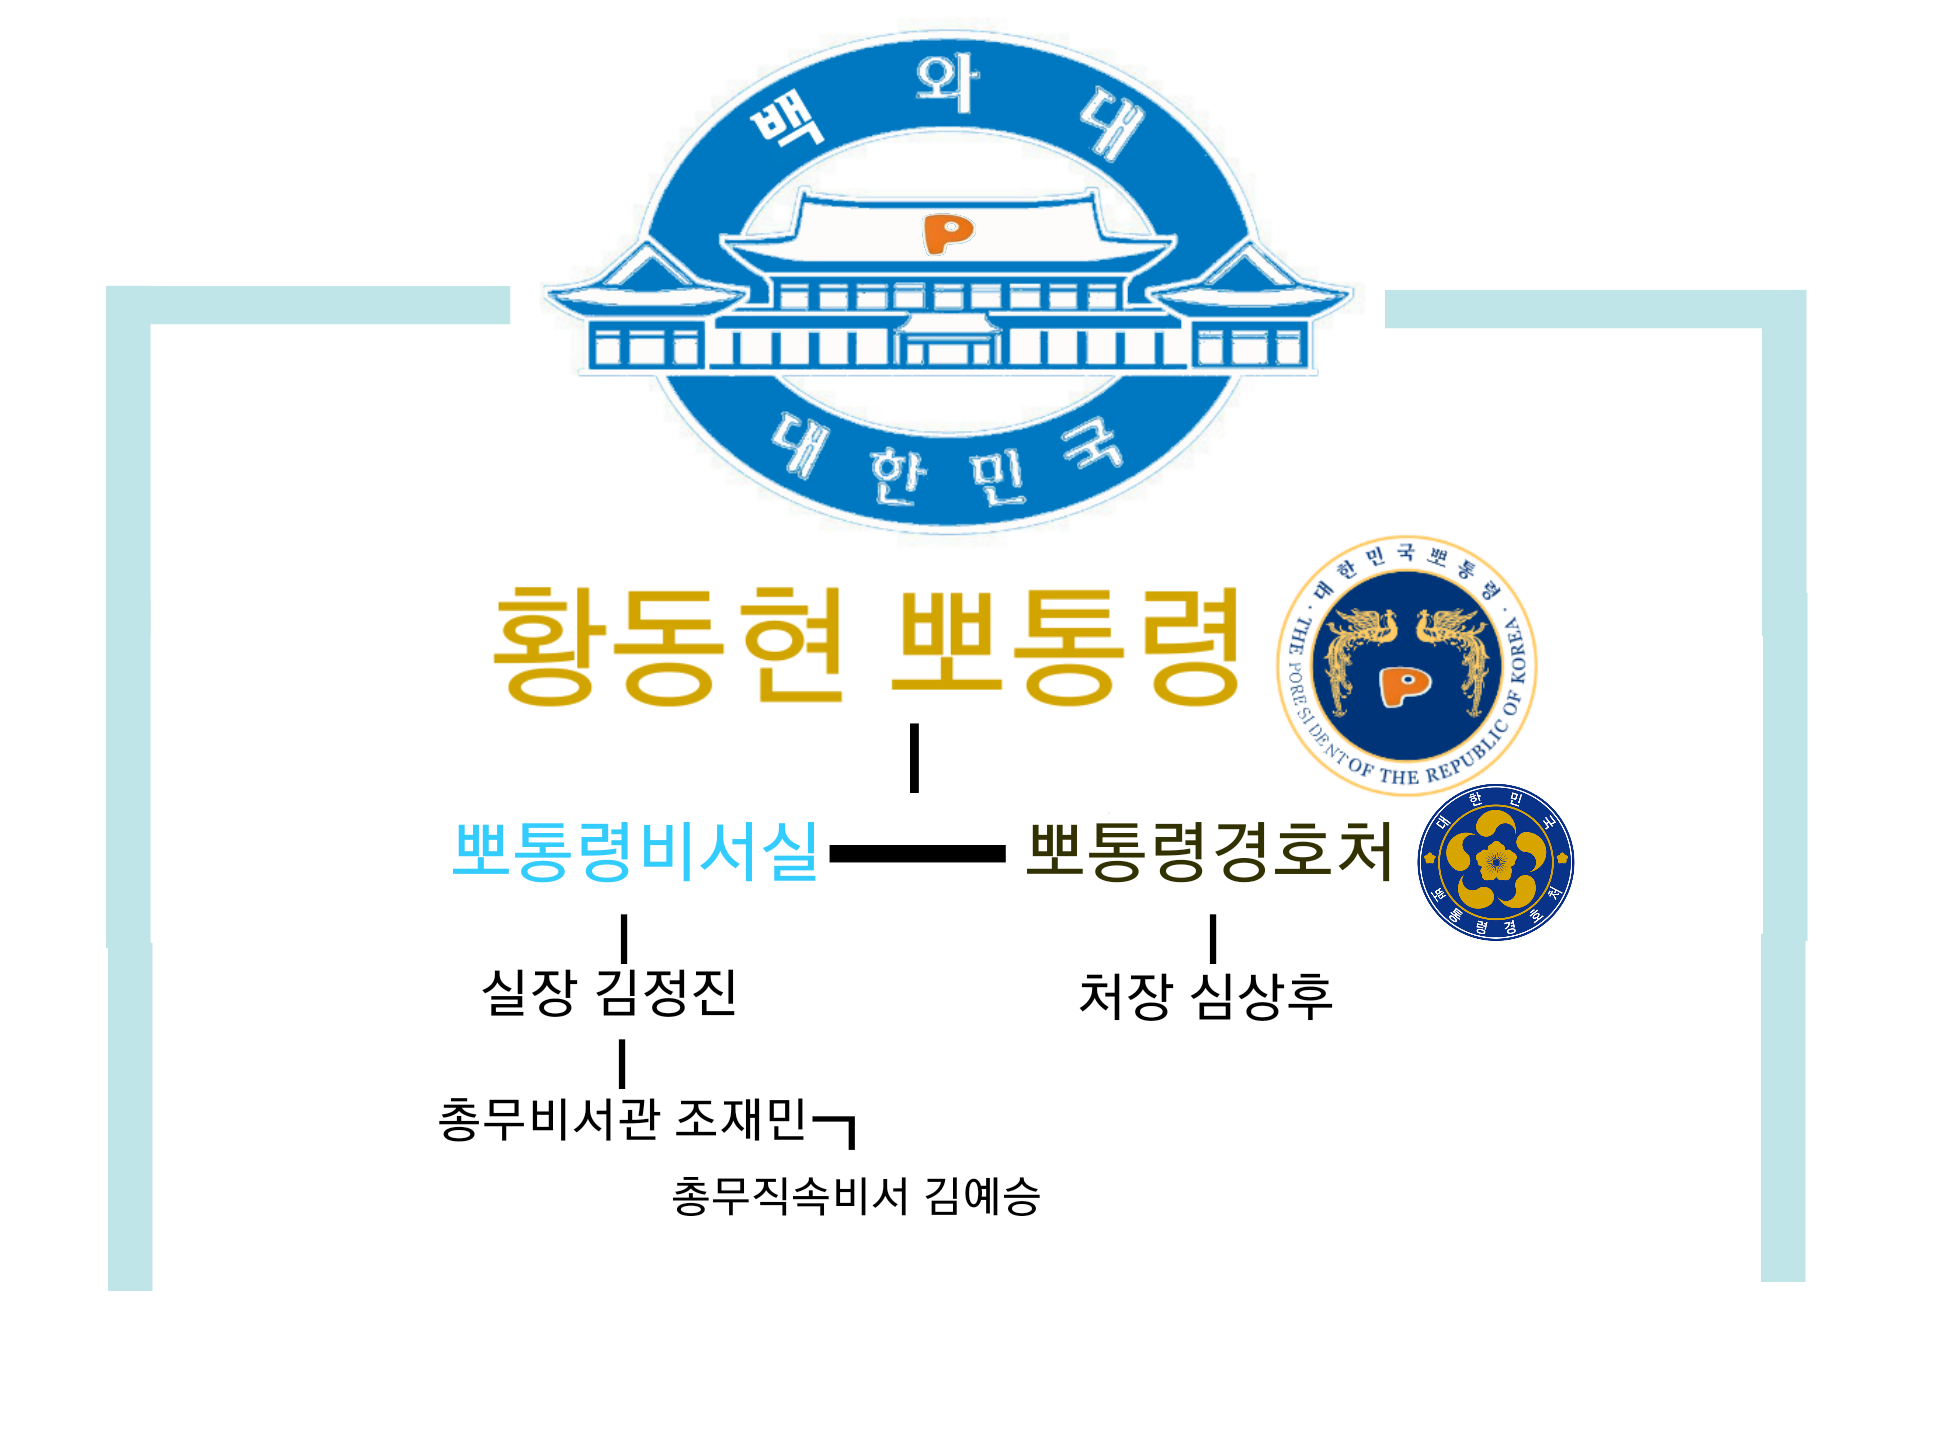 백와대
P
대한민국
· 대한민국뽀통령 ·
THE PORESIDENT OF THE REPUBLIC OF KOREA
P
황동현 뽀통령
뽀통령비서실
뽀통령경호처
대한민국
뽀통령경호처
실장 김정진
처장 심상후
총무비서관 조재민
총무직속비서 김예승